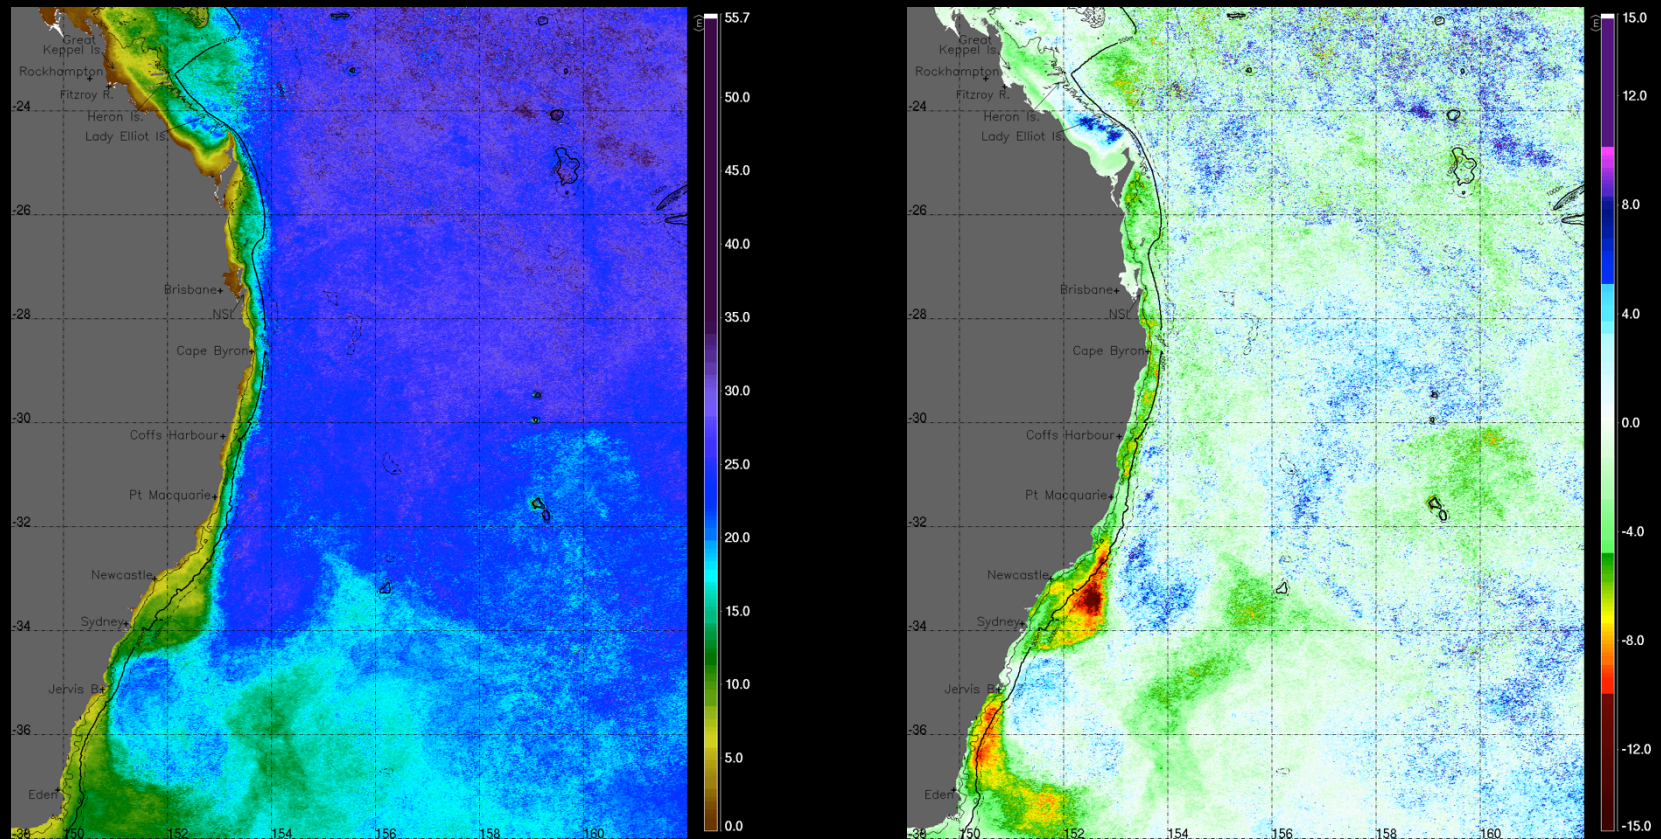 (m)
55.7
50.0
45.0
40.0
35.0
30.0
25.0
20.0
15.0
10.0
5.0
0.0
Great
Keppel Is.
Rockhampton
Fitzroy R.
-24
Heron Is.
Lady Elliot Is.
-26
Brisbane
-28
NSI
Cape Byron
-30
Coffs Harbour
Pt Macquarie
-32
Newcastle
Sydney
-34
Jervis B
-36
Eden
-38 150 152 154 156 158 160
(m)
15.0
12.0
8.0
4.0
0.0
-4.0
-8.0
-12.0
-15.0
Great
Keppel Is.
Rockhampton
Fitzroy R.
-24
Heron Is.
Lady Elliot Is.
-26
Brisbane
-28
NSI
Cape Byron
-30
Coffs Harbour
Pt Macquarie
-32
Newcastle
Sydney
-34
Jervis B
-36
Eden
-38 150 152 154 156 158 160